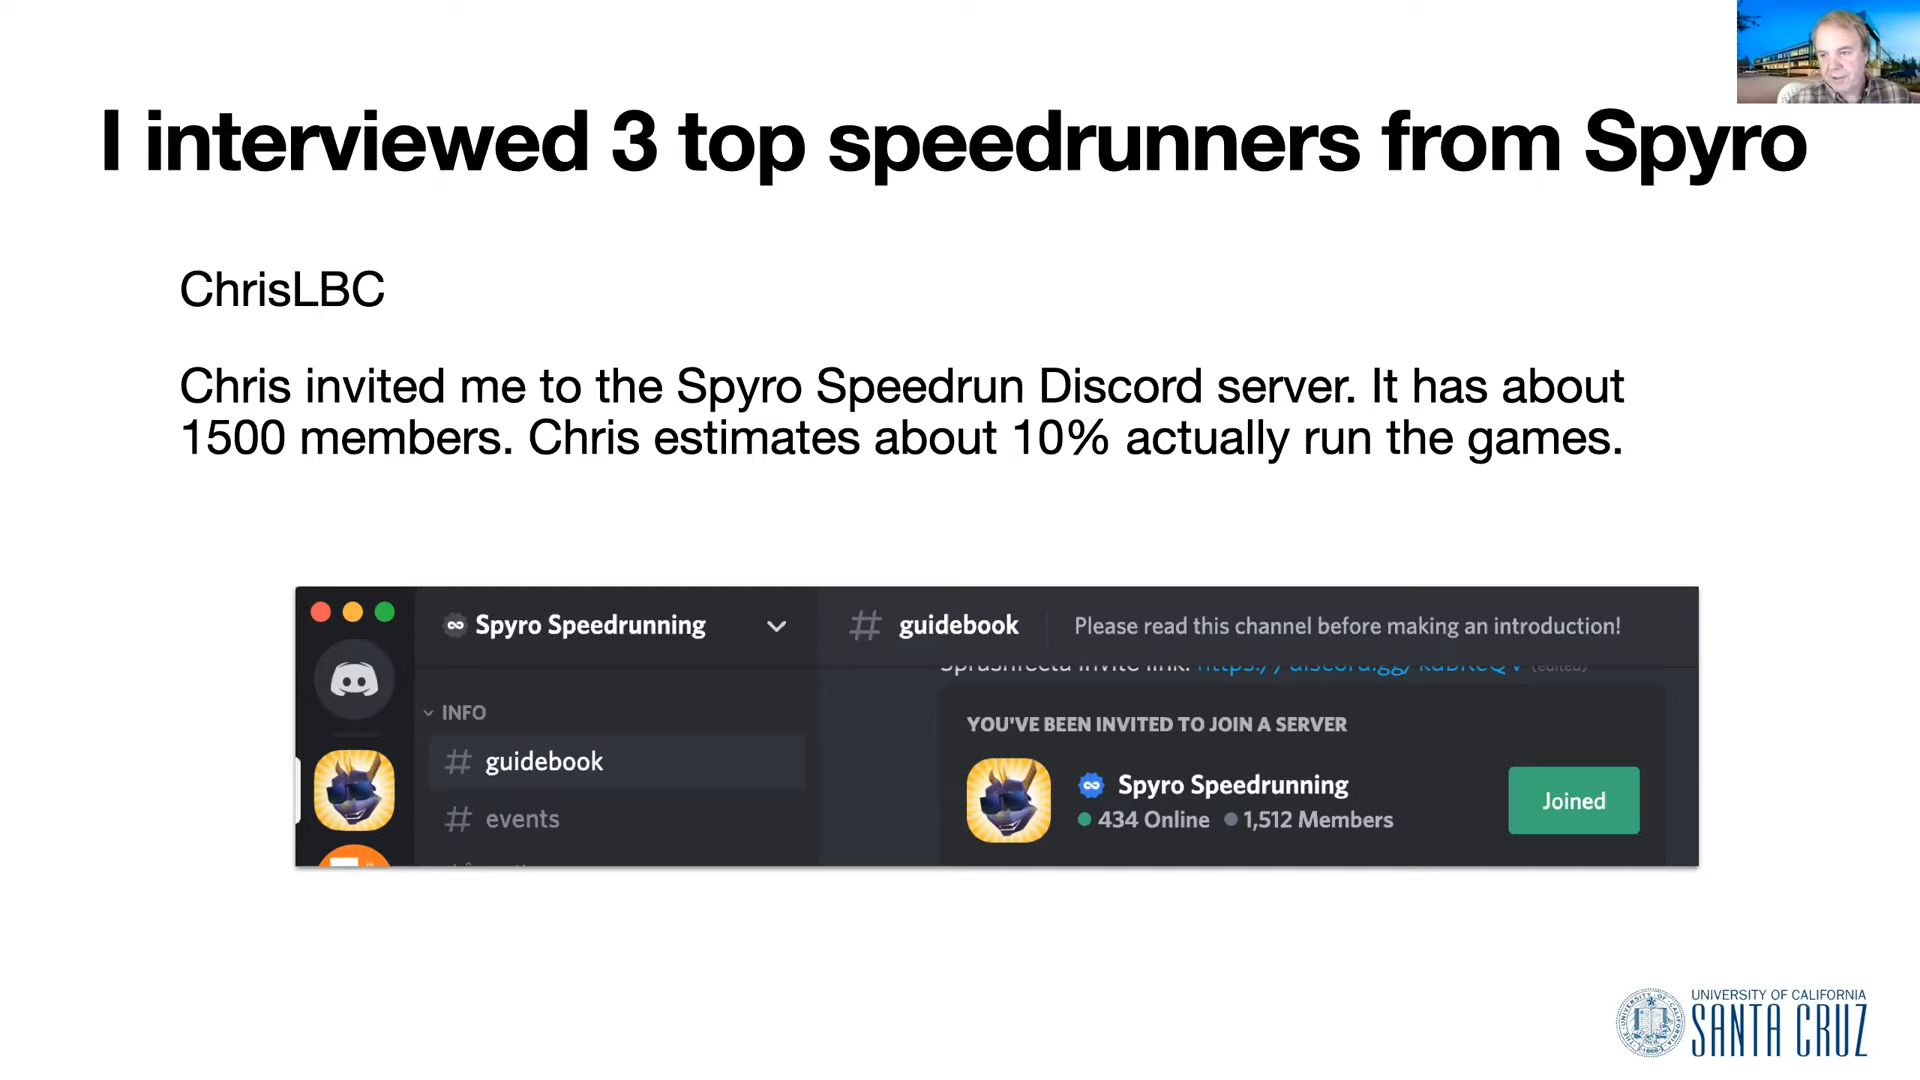 I interviewed 3 top speedrunners from Spyro
ChrisLBC
Chris invited me to the Spyro Speedrun Discord server. It has about
1500 members. Chris estimates about 10% actually run the games.
Spyro Speedrunning
# guidebook
Please read this channel before making an introduction!
invite link:
(edited)
INFO
# guidebook
# events
YOU'VE BEEN INVITED TO JOIN A SERVER
Spyro Speedrunning
434 Online 1,512 Members
Joined
UNIVERSITY OF CALIFORNIA
SANTA CRUZ